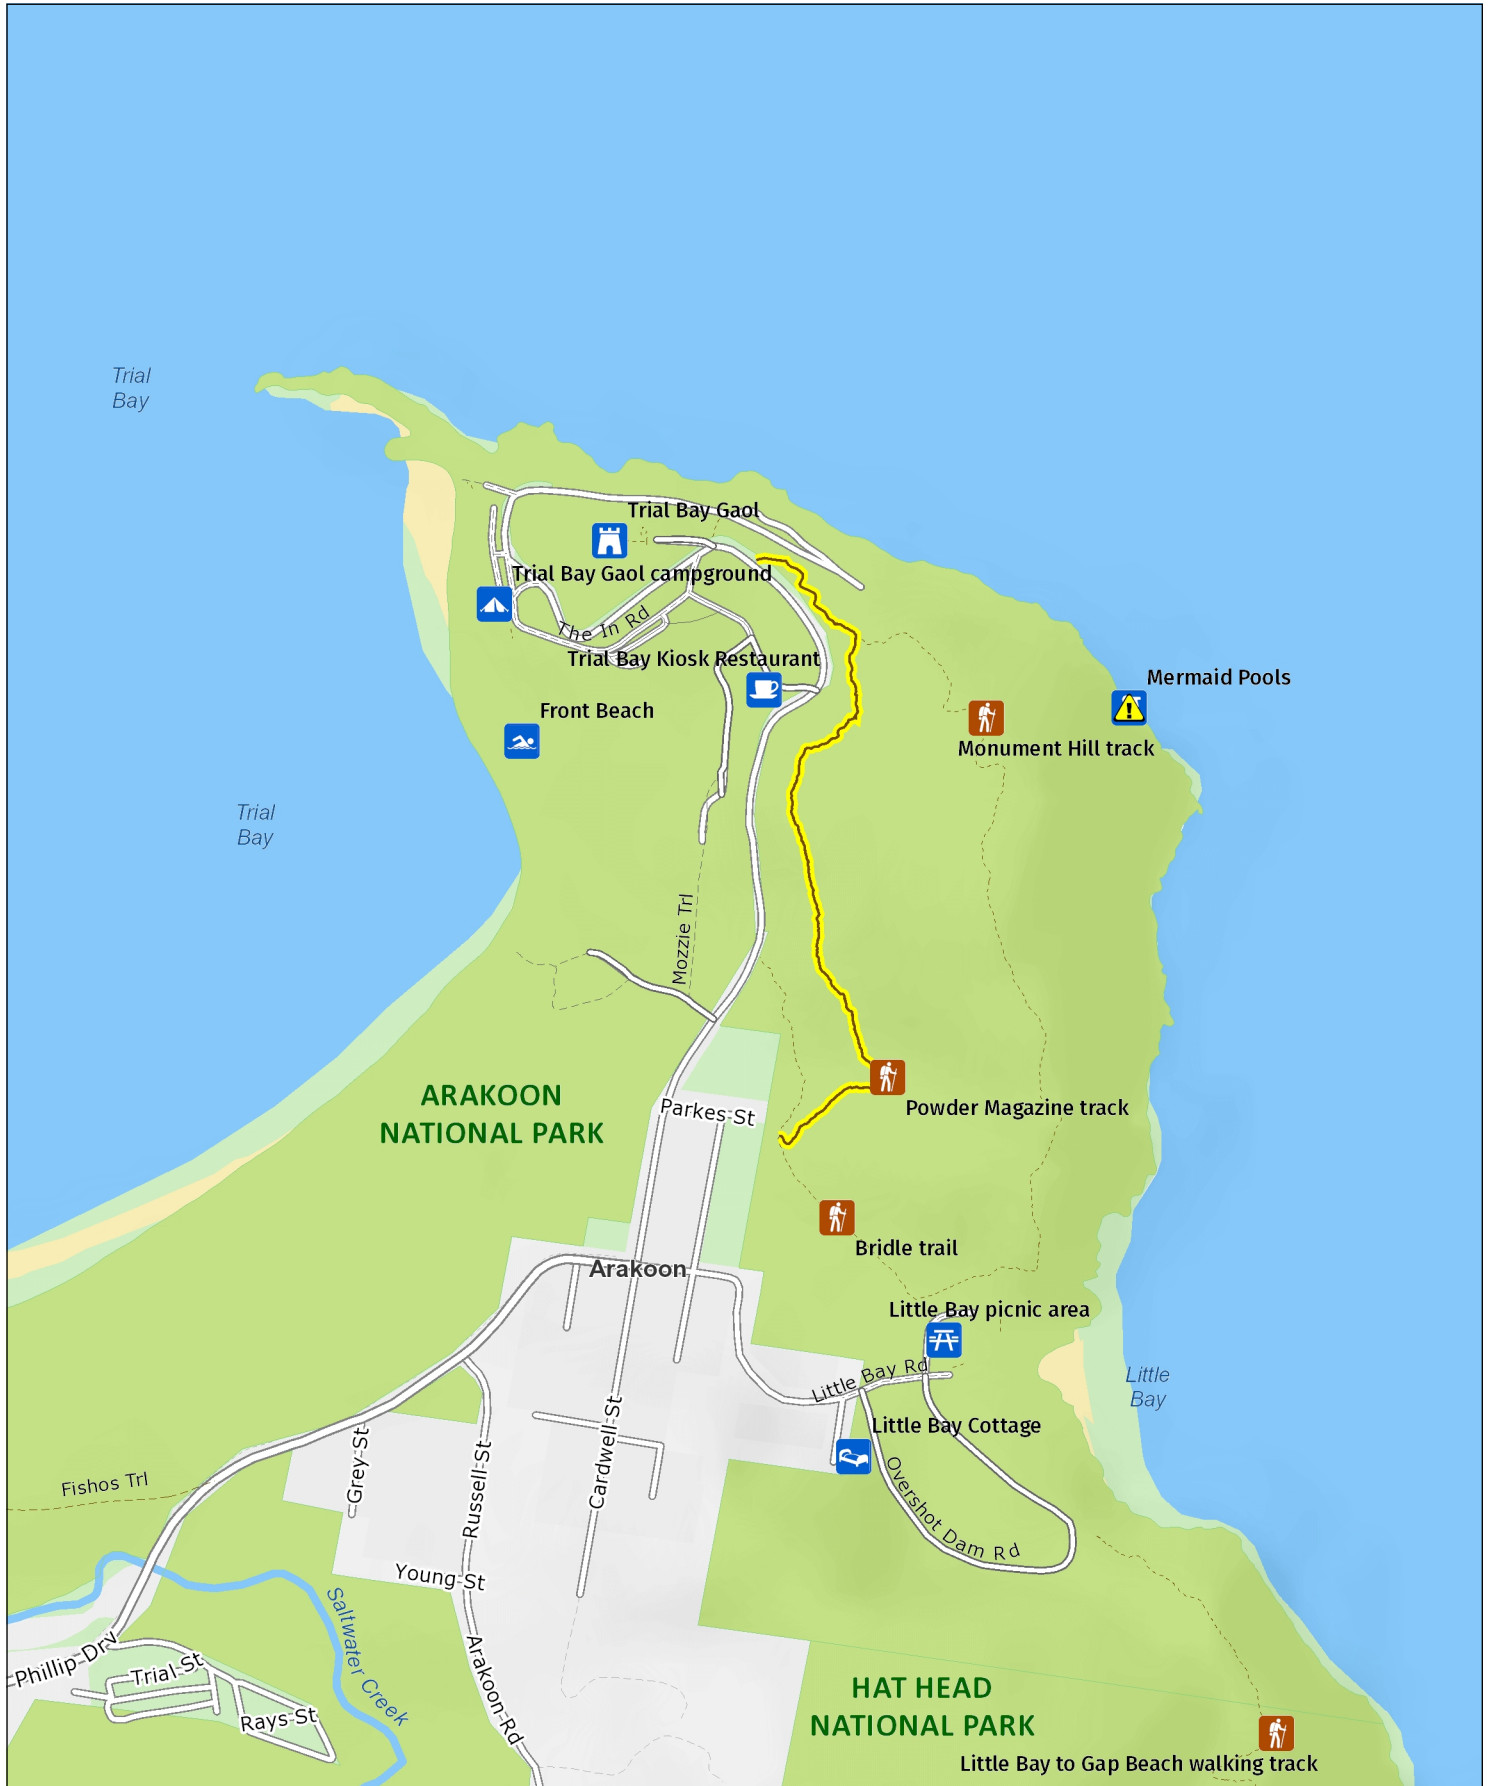 Trial
Bay
Trial Bay Gaol
Trial Bay Gaol campground
The In Rd
Trial Bay Kiosk Restaurant
Mermaid Pools
Front Beach
Monument Hill track
Trial
Bay
Mozzie Trl
ARAKOON
NATIONAL PARK
Parkes St
Powder Magazine track
Bridle trail
Arakoon
Little Bay picnic area
Little Bay Rd
Little
Bay
Little Bay Cottage
Cardwell St
Grey St
Russell St
Fishos Trl
Overshot Dam Rd
Young St
Saltwater Creek
Phillip Drv
Trial St
Rays St
Arakoon Rd
HAT HEAD
NATIONAL PARK
Little Bay to Gap Beach walking track